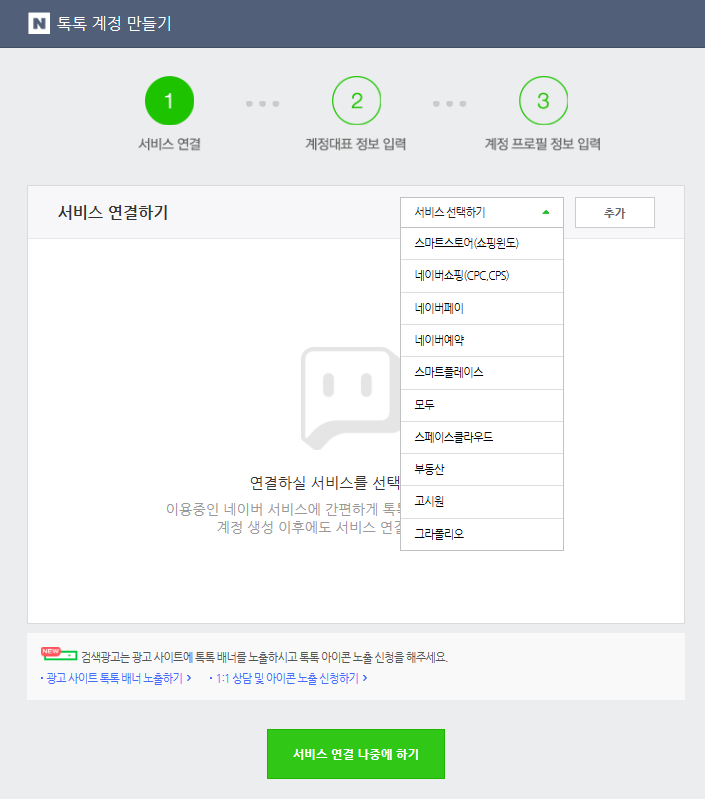 N 톡톡 계정 만들기
1 2 3
서비스 연결 계정대표 정보 입력 계정 프로필 정보 입력
서비스 연결하기 서비스 선택하기 추가
스마트스토어(쇼핑윈도)
네이버쇼핑(CPC,CPS)
네이버페이
네이버예약
스마트플레이스
모두
스페이스클라우드
부동산
고시원
그라폴리오
연결하실 서비스를 선택
이용중인 네이버 서비스에 간편하게 톡톡
계정 생성 이후에도 서비스 연결
NEW 검색광고는 광고 사이트에 톡톡 배너를 노출하시고 톡톡 아이콘 노출 신청을 해주세요.
· 광고 사이트 톡톡 배너 노출하기 > · 1:1 상담 및 아이콘 노출 신청하기 >
서비스 연결 나중에 하기